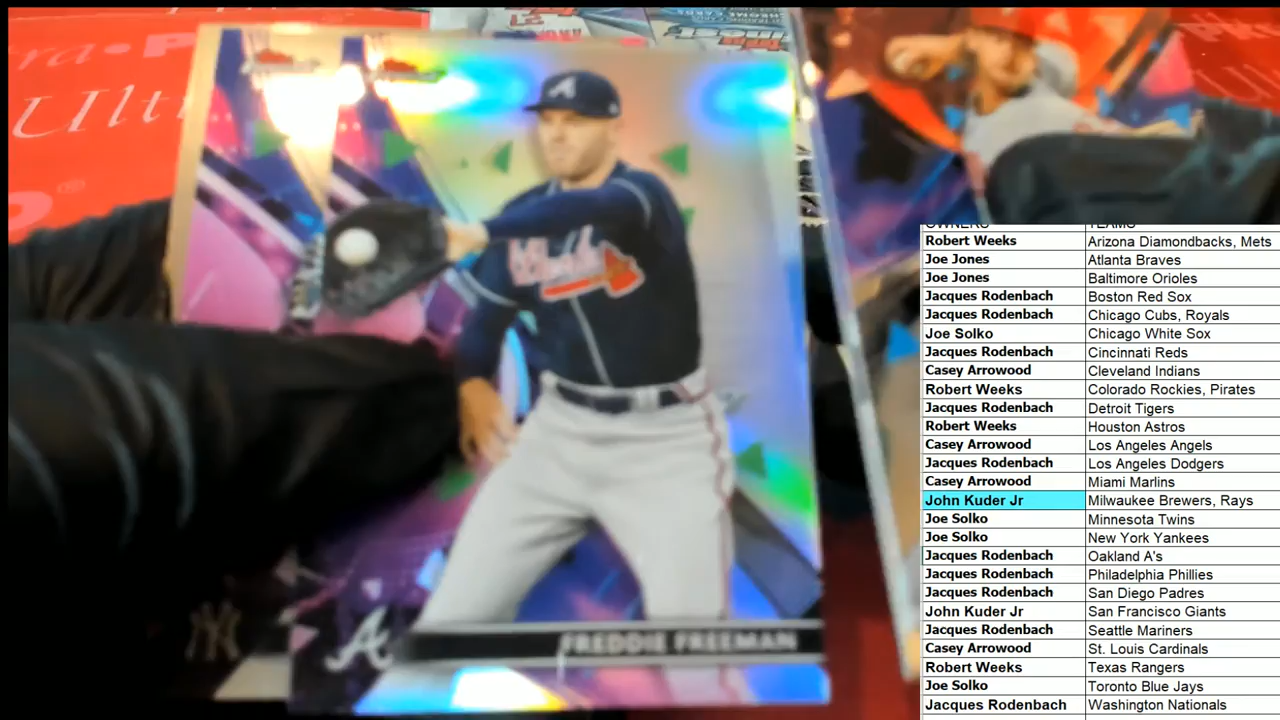 Ult
P
®
A
FREDDIE FREEMAN
A
NY
OWNERS TEAMS
Robert Weeks Arizona Diamondbacks, Mets
Joe Jones Atlanta Braves
Joe Jones Baltimore Orioles
Jacques Rodenbach Boston Red Sox
Jacques Rodenbach Chicago Cubs, Royals
Joe Solko Chicago White Sox
Jacques Rodenbach Cincinnati Reds
Casey Arrowood Cleveland Indians
Robert Weeks Colorado Rockies, Pirates
Jacques Rodenbach Detroit Tigers
Robert Weeks Houston Astros
Casey Arrowood Los Angeles Angels
Jacques Rodenbach Los Angeles Dodgers
Casey Arrowood Miami Marlins
John Kuder Jr Milwaukee Brewers, Rays
Joe Solko Minnesota Twins
Joe Solko New York Yankees
Jacques Rodenbach Oakland A's
Jacques Rodenbach Philadelphia Phillies
Jacques Rodenbach San Diego Padres
John Kuder Jr San Francisco Giants
Jacques Rodenbach Seattle Mariners
Casey Arrowood St. Louis Cardinals
Robert Weeks Texas Rangers
Joe Solko Toronto Blue Jays
Jacques Rodenbach Washington Nationals